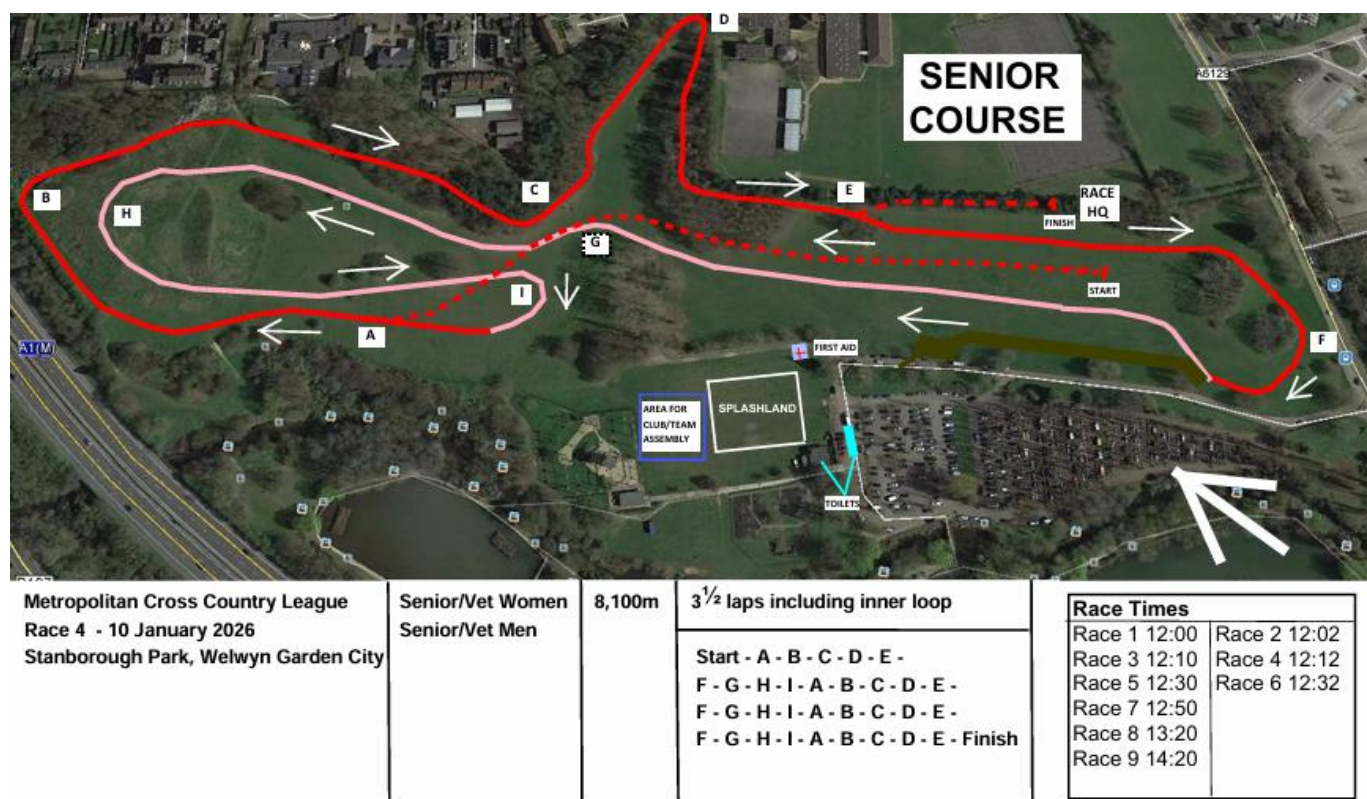 D
SENIOR
COURSE
A6129
B
C
E
RACE
HQ
H
FINISH
G
I
START
A
F
A1(M)
FIRST AID
AREA FOR
CLUB/TEAM
ASSEMBLY
SPLASHLAND
TOILETS
Metropolitan Cross Country League
Race 4 - 10 January 2026
Stanborough Park, Welwyn Garden City
Senior/Vet Women
Senior/Vet Men
8,100m
3 1/2 laps including inner loop
Start - A - B - C - D - E -
F - G - H - I - A - B - C - D - E -
F - G - H - I - A - B - C - D - E -
F - G - H - I - A - B - C - D - E - Finish
Race Times
Race 1 12:00 Race 2 12:02
Race 3 12:10 Race 4 12:12
Race 5 12:30 Race 6 12:32
Race 7 12:50
Race 8 13:20
Race 9 14:20